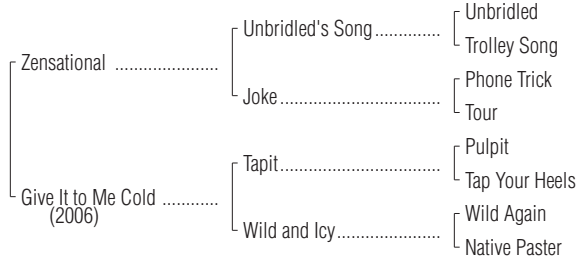 Unbridled
Unbridled's Song..............
Trolley Song
Zensational ......................
Phone Trick
Joke..................................
Tour
Pulpit
Tapit..................................
Tap Your Heels
Give It to Me Cold ............
(2006)
Wild Again
Wild and Icy......................
Native Paster